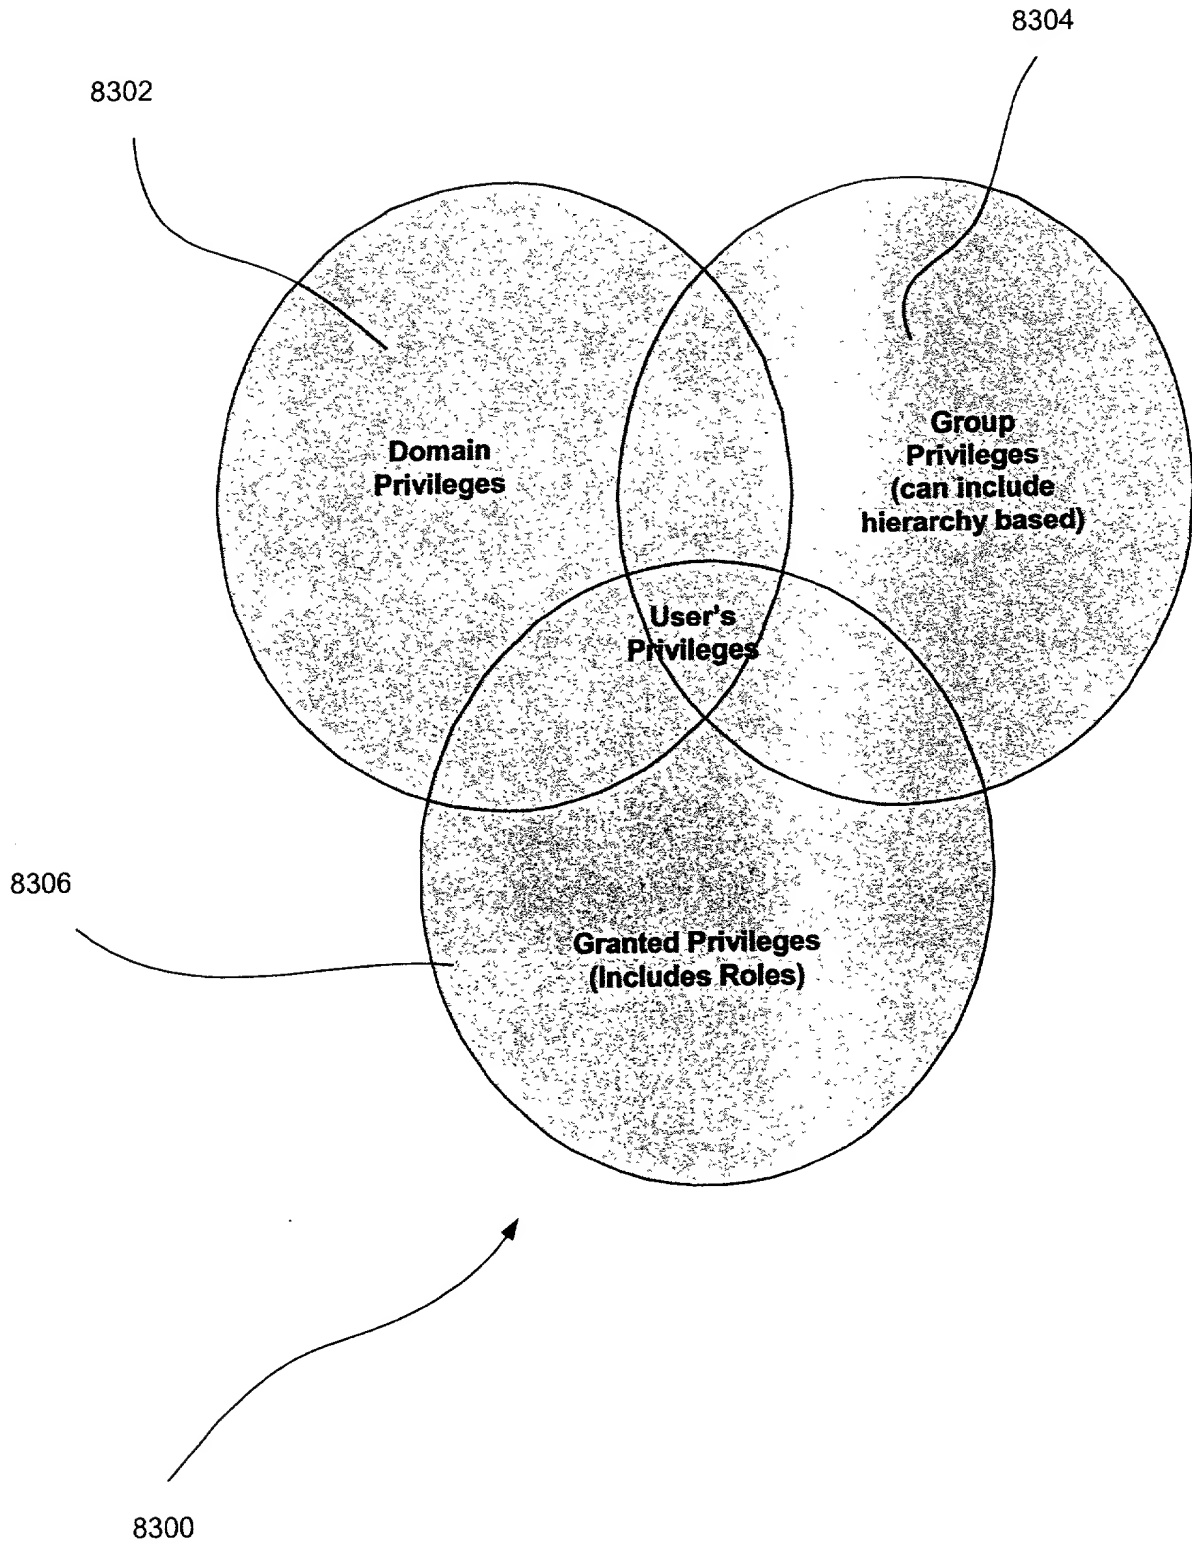 8304
8302
Domain
Privileges
Group
Privileges
(can include
hierarchy based)
User's
Privileges
8306
Granted Privileges
(Includes Roles)
8300